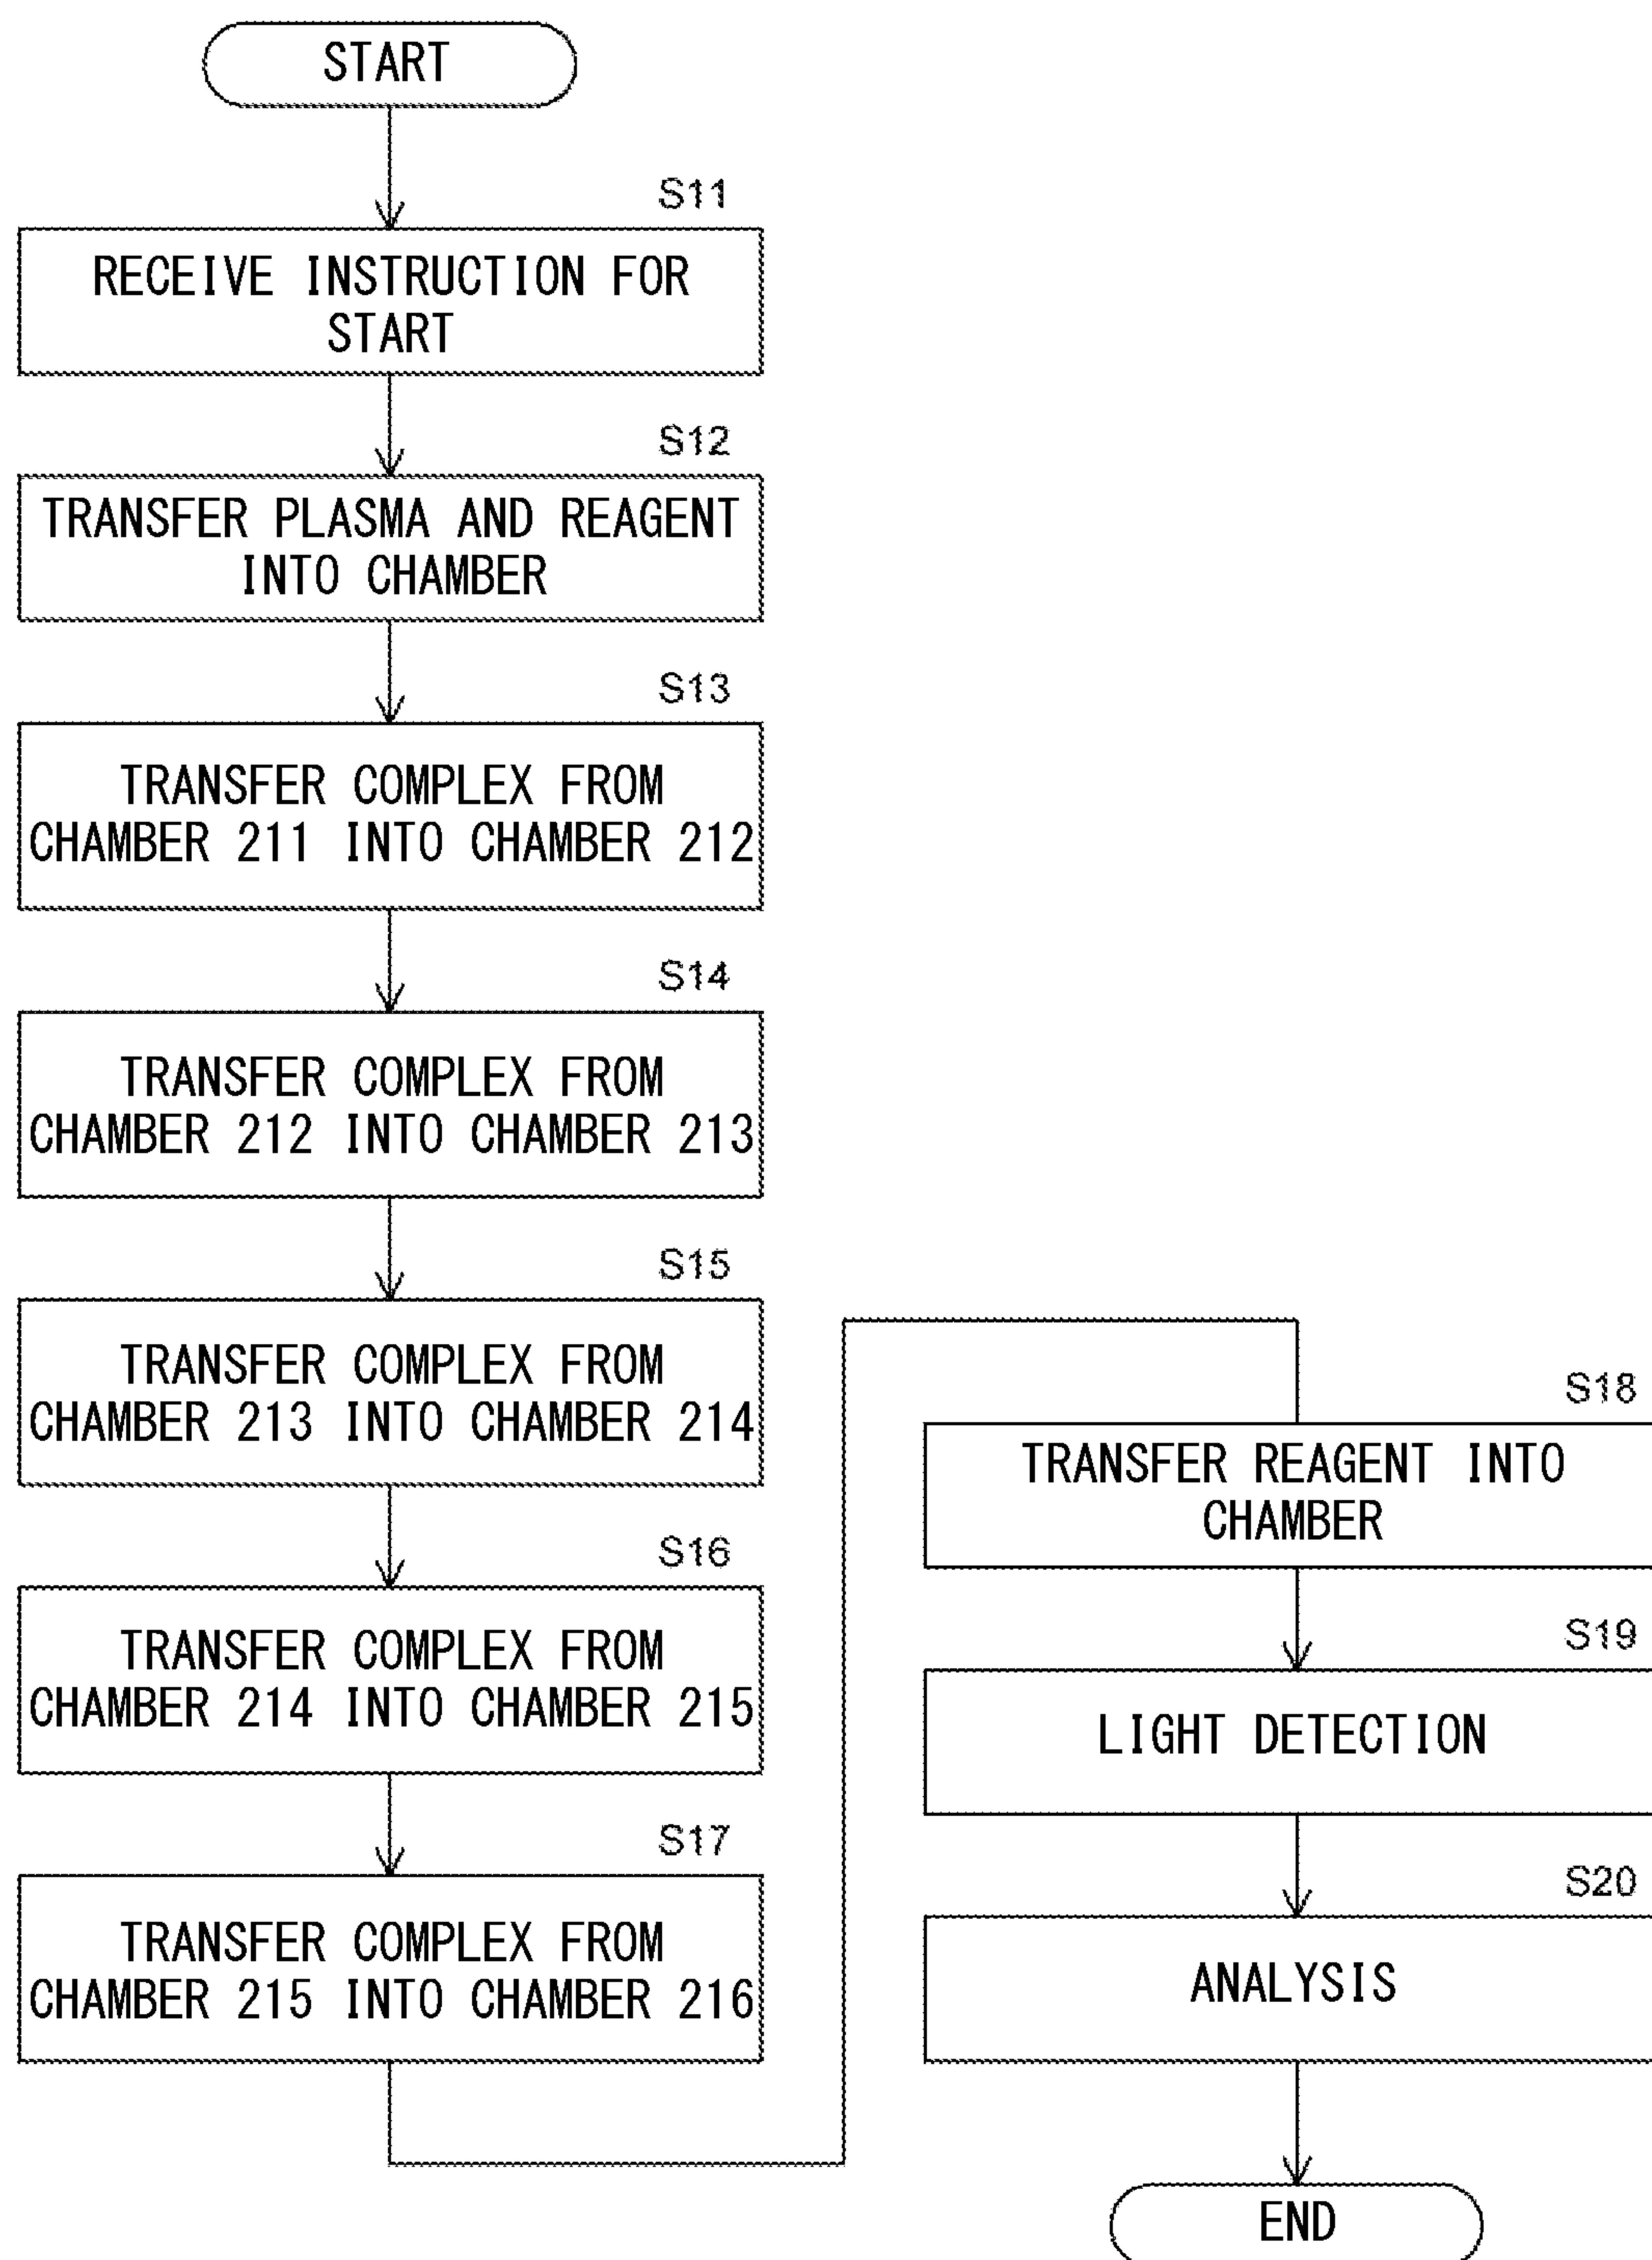 START
S11
RECEIVE INSTRUCTION FOR
START
S12
TRANSFER PLASMA AND REAGENT
INTO CHAMBER
S13
TRANSFER COMPLEX FROM
CHAMBER 211 INTO CHAMBER 212
S14
TRANSFER COMPLEX FROM
CHAMBER 212 INTO CHAMBER 213
S15
TRANSFER COMPLEX FROM
CHAMBER 213 INTO CHAMBER 214
S16
TRANSFER COMPLEX FROM
CHAMBER 214 INTO CHAMBER 215
S17
TRANSFER COMPLEX FROM
CHAMBER 215 INTO CHAMBER 216
S18
TRANSFER REAGENT INTO
CHAMBER
S19
LIGHT DETECTION
S20
ANALYSIS
END